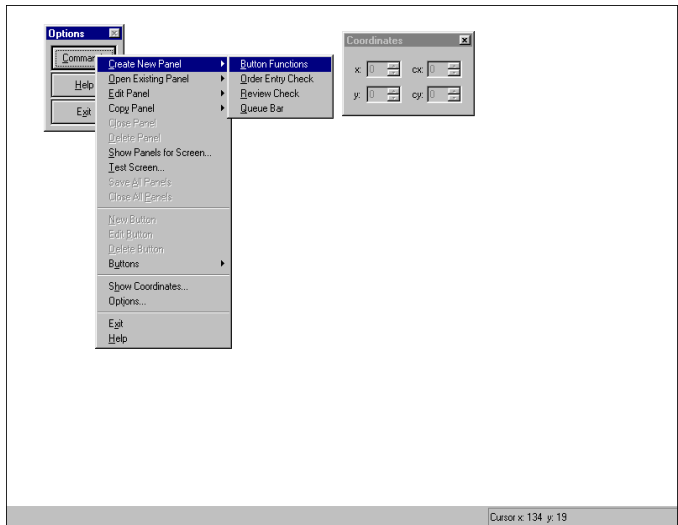 Options
Comman
Help
Exit
Create New Panel
Open Existing Panel
Edit Panel
Copy Panel
Close Panel
Delete Panel
Show Panels for Screen...
Test Screen...
Save All Panels
Close All Panels
New Button
Edit Button
Delete Button
Buttons
Show Coordinates...
Options...
Exit
Help
Button Functions
Order Entry Check
Review Check
Queue Bar
Coordinates
x: 0 cx: 0
y: 0 cy: 0
Cursor x: 134 y: 19